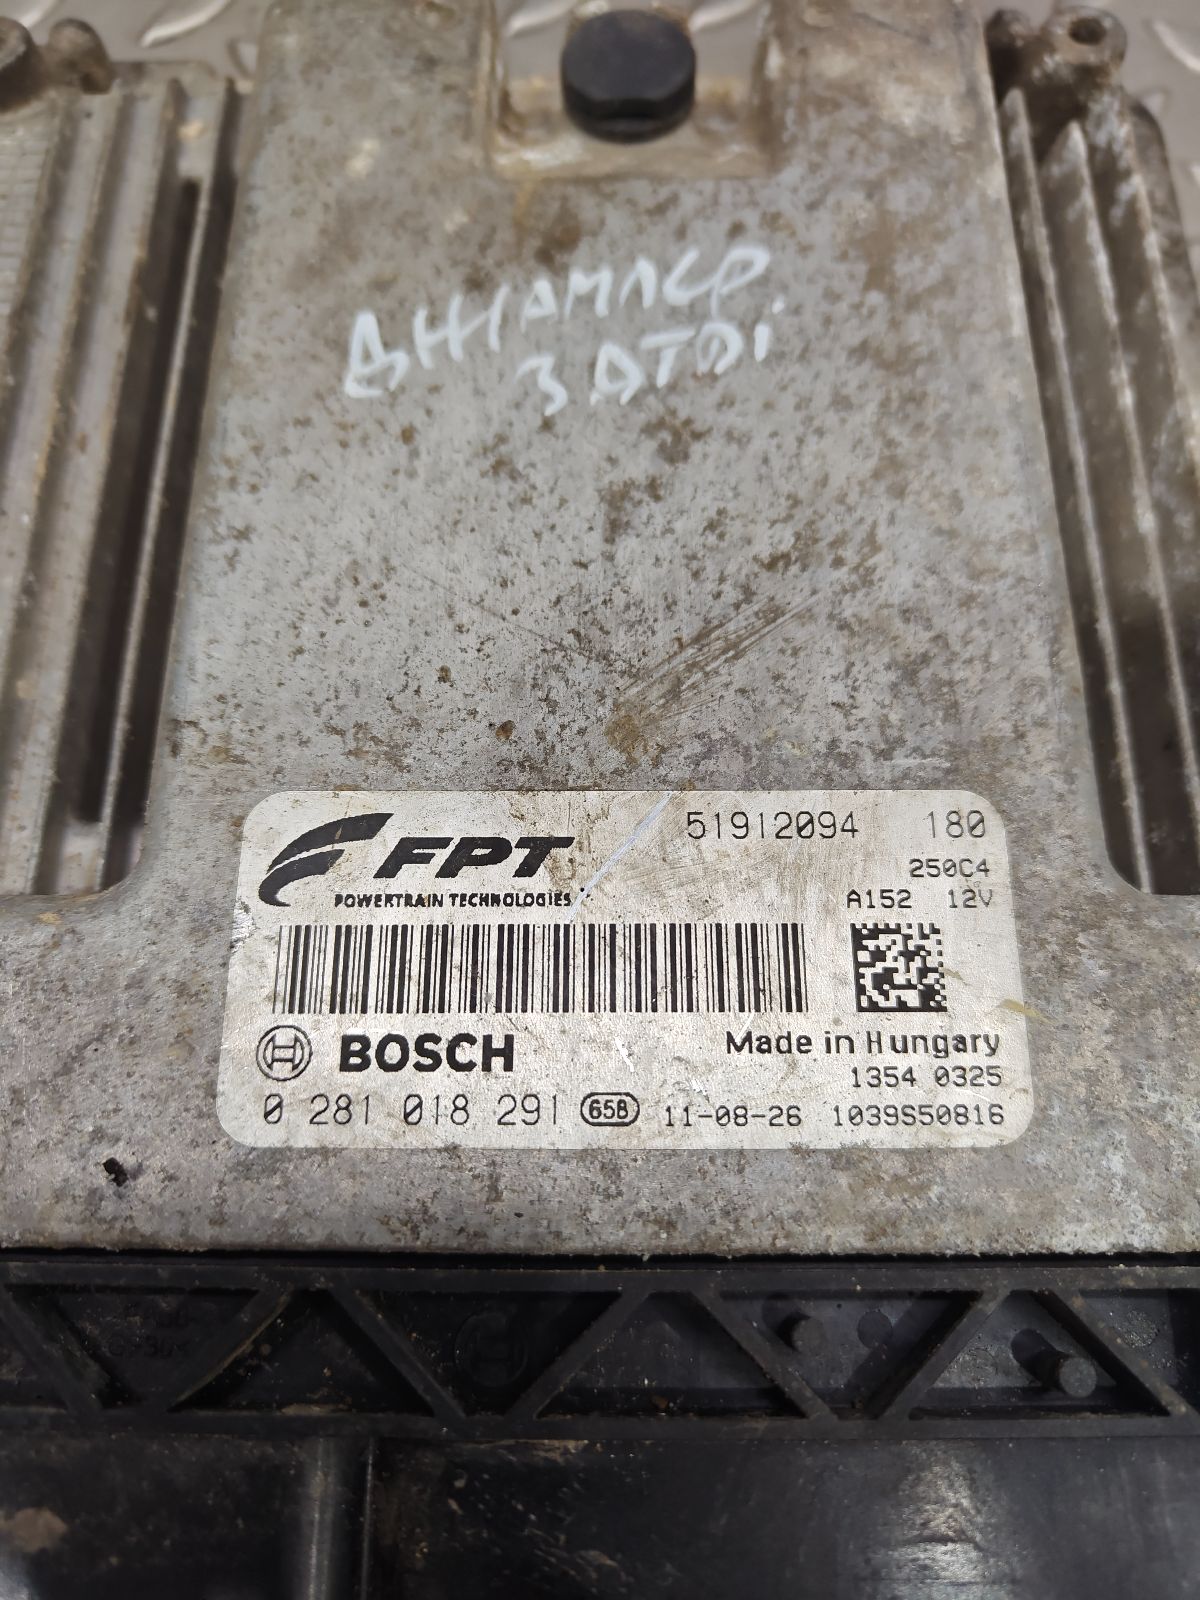 ДЖАМПЕР
3.0TDi
FPT
POWERTRAIN TECHNOLOGIES
51912094 180
250C4
A152 12V
BOSCH
Made in Hungary
1354 0325
0 281 018 291 658 11-08-26 1039S50816